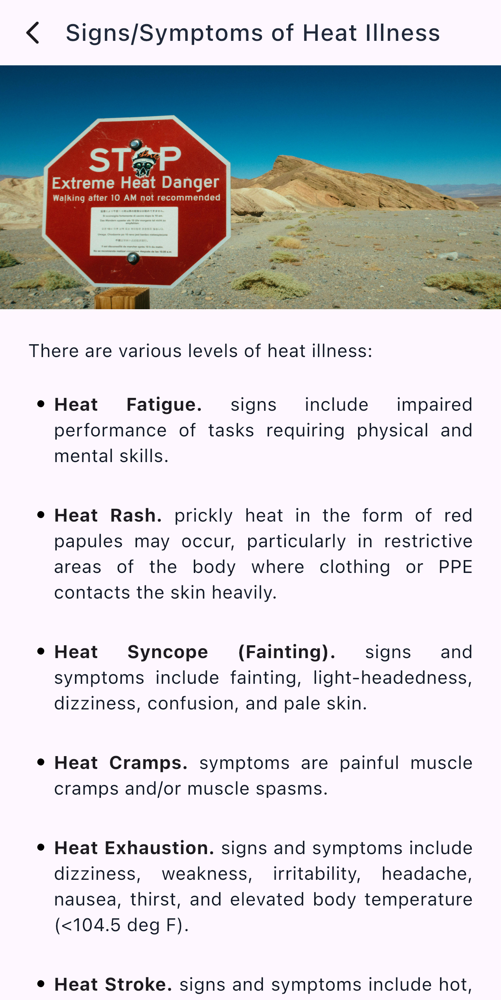 Signs/Symptoms of Heat Illness
STOP
Extreme Heat Danger
Walking after 10 AM not recommended
Si sconsiglia fortemente di uscire dopo le 10 am.
Das Wandern spaeter als 10 Uhr morgens ist nicht zu
empfehlen.
Uwaga. Chodzenie po 10 rano jest bardzo niebezpieczne
Il est déconseillé de marcher après 10 h du matin.
No se recomienda realizar después de las 10.00 a.m
There are various levels of heat illness:
• Heat Fatigue. signs include impaired
performance of tasks requiring physical and
mental skills.
• Heat Rash. prickly heat in the form of red
papules may occur, particularly in restrictive
areas of the body where clothing or PPE
contacts the skin heavily.
• Heat Syncope (Fainting). signs and
symptoms include fainting, light-headedness,
dizziness, confusion, and pale skin.
• Heat Cramps. symptoms are painful muscle
cramps and/or muscle spasms.
• Heat Exhaustion. signs and symptoms include
dizziness, weakness, irritability, headache,
nausea, thirst, and elevated body temperature
(<104.5 deg F).
• Heat Stroke. signs and symptoms include hot,